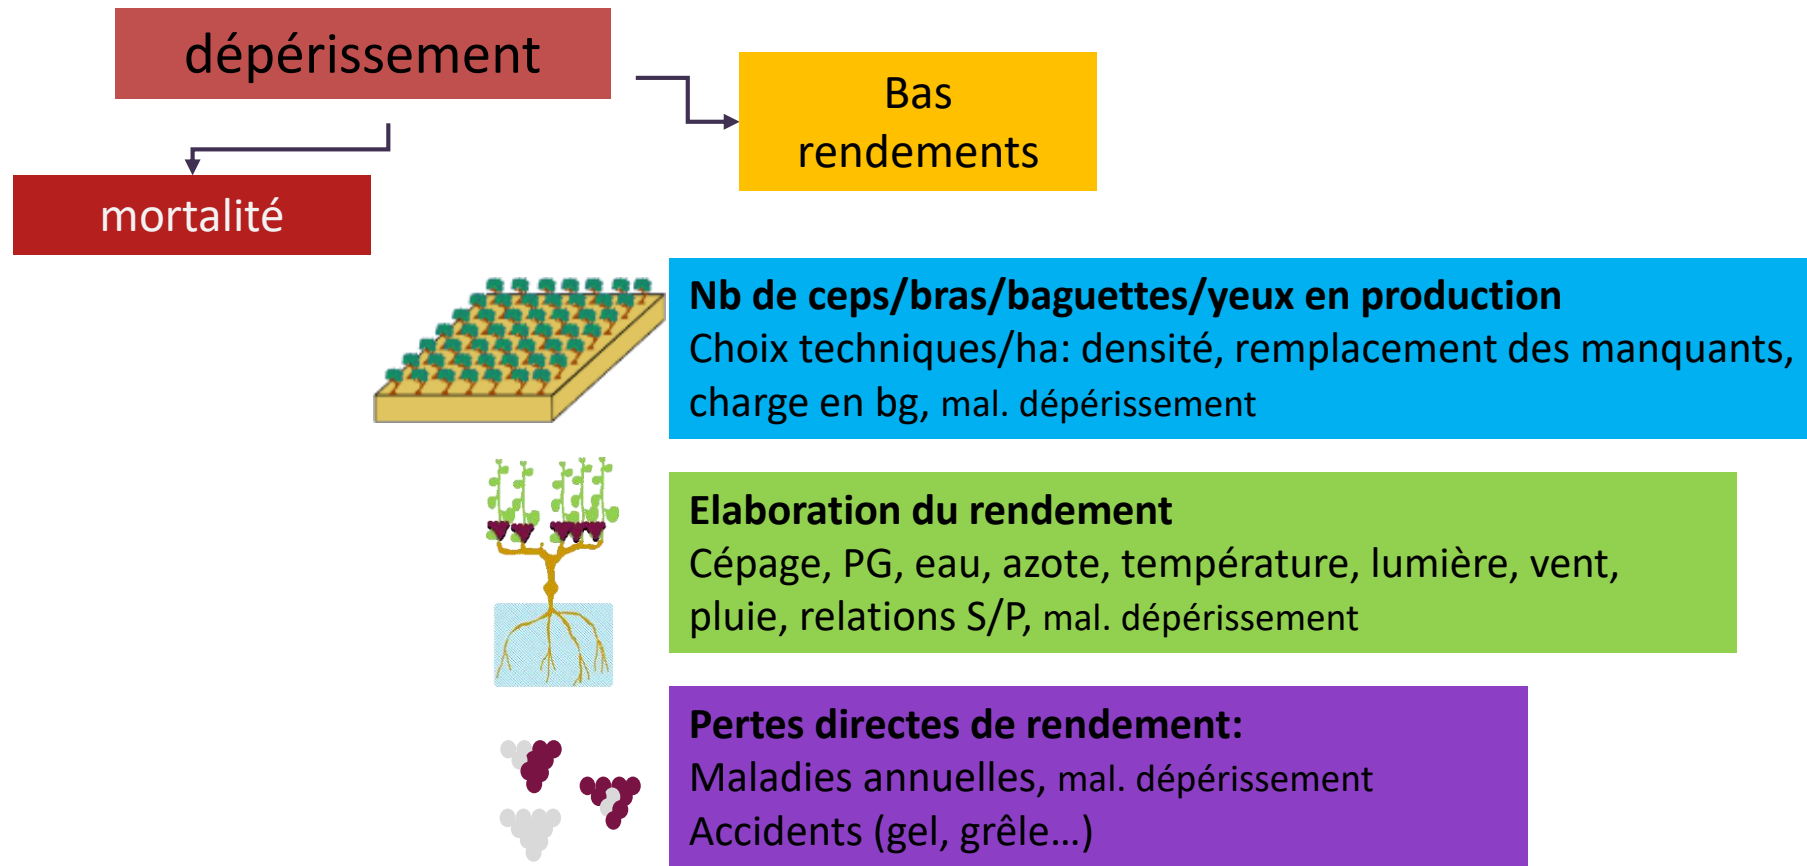 dépérissement
Bas
rendements
mortalité
Nb de ceps/bras/baguettes/yeux en production
Choix techniques/ha: densité, remplacement des manquants,
charge en bg, mal. dépérissement
Elaboration du rendement
Cépage, PG, eau, azote, température, lumière, vent,
pluie, relations S/P, mal. dépérissement
Pertes directes de rendement:
Maladies annuelles, mal. dépérissement
Accidents (gel, grêle…)